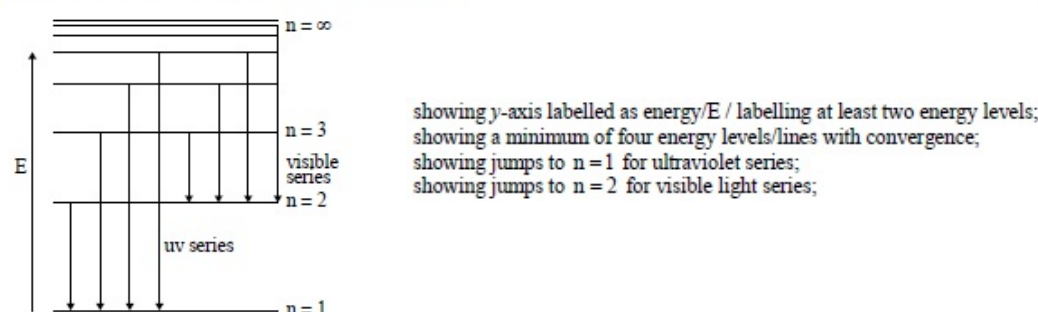 n = ∞
showing y-axis labelled as energy/E / labelling at least two energy levels;
showing a minimum of four energy levels/lines with convergence;
showing jumps to n = 1 for ultraviolet series;
showing jumps to n = 2 for visible light series;
n = 3
E
visible
series
n = 2
uv series
n = 1